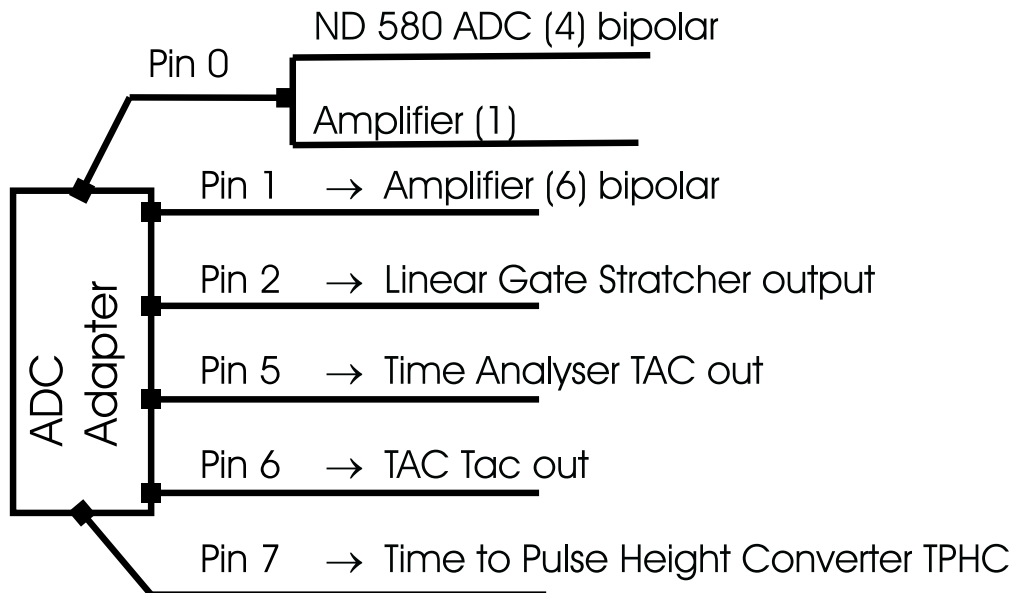 ND 580 ADC (4) bipolar
Pin 0
Amplifier (1)
Pin 1 → Amplifier (6) bipolar
Pin 2 → Linear Gate Stratcher output
ADC
Adapter
Pin 5 → Time Analyser TAC out
Pin 6 → TAC Tac out
Pin 7 → Time to Pulse Height Converter TPHC